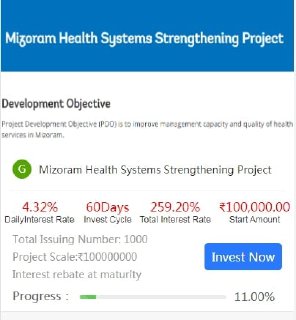 Mizoram Health Systems Strengthening Project
Development Objective
Project Development Objective (PDO) is to improve management capacity and quality of health
services in Mizoram.
G Mizoram Health Systems Strengthening Project
4.32% 60Days 259.20% ₹100,000.00
DailyInterest Rate Invest Cycle Total Interest Rate Start Amount
Total Issuing Number: 1000
Project Scale:₹100000000
Invest Now
Interest rebate at maturity
Progress : 11.00%